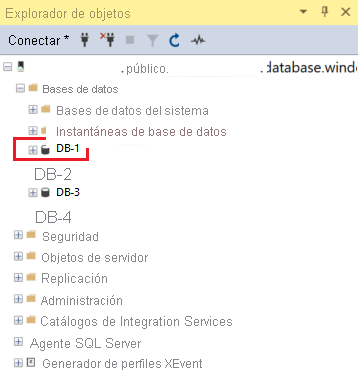 Explorador de objetos
Conectar *
.público. .database.windo
Bases de datos
Bases de datos del sistema
Instantáneas de base de datos
DB-1
DB-2
DB-3
DB-4
Seguridad
Objetos de servidor
Replicación
Administración
Catálogos de Integration Services
Agente SQL Server
Generador de perfiles XEvent